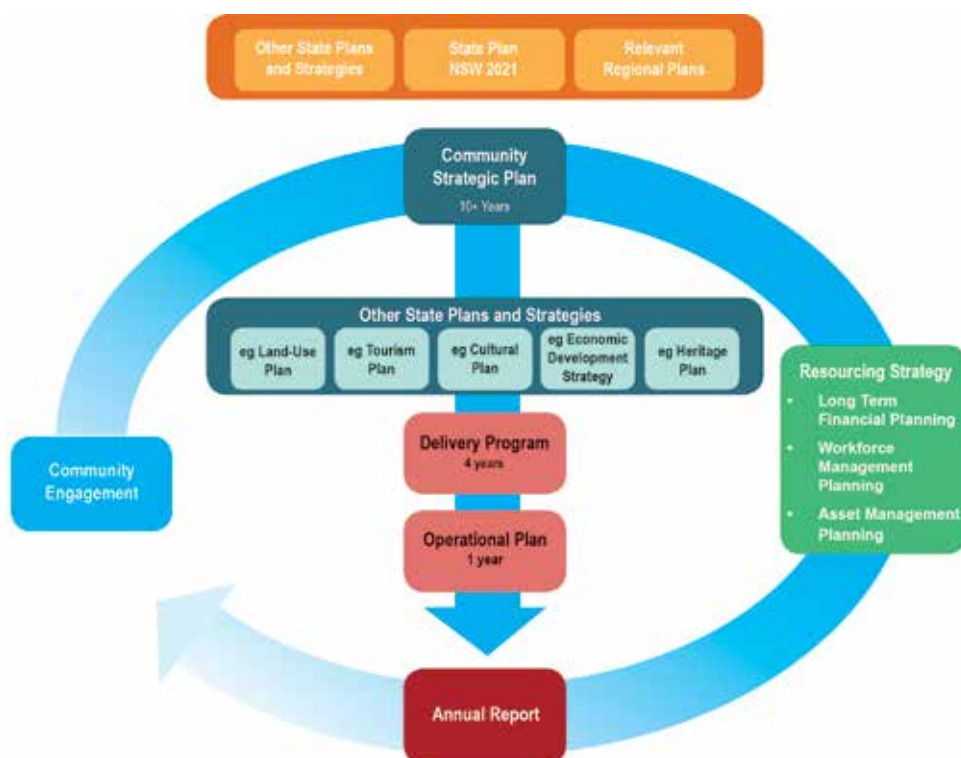 Other State Plans
and Strategies
State Plan
NSW 2021
Relevant
Regional Plans
Community
Strategic Plan
10+ Years
Other State Plans and Strategies
eg Land-Use
Plan
eg Tourism
Plan
eg Cultural
Plan
eg Economic
Development
Strategy
eg Heritage
Plan
Resourcing Strategy
• Long Term
Financial Planning
• Workforce
Management
Planning
• Asset Management
Planning
Delivery Program
4 years
Community
Engagement
Operational Plan
1 year
Annual Report